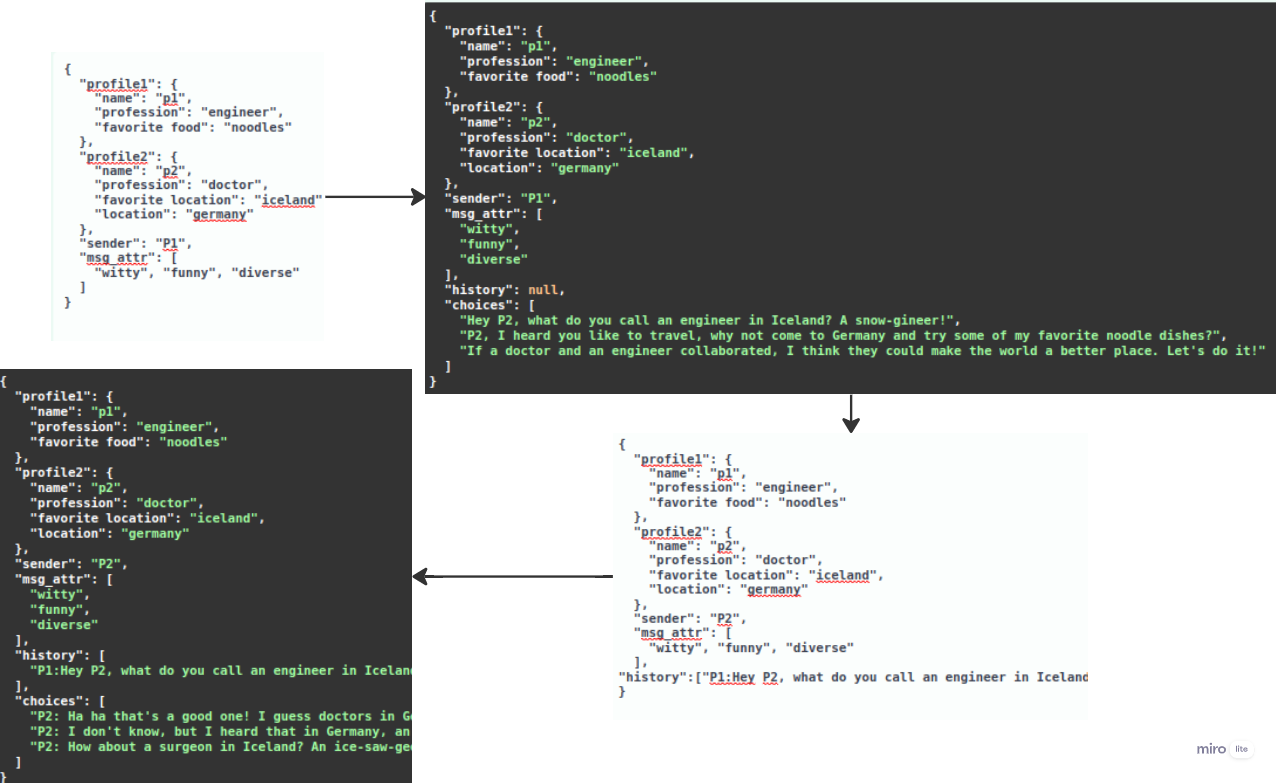 {
  "profile1": {
    "name": "p1",
    "profession": "engineer",
    "favorite food": "noodles"
  },
  "profile2": {
    "name": "p2",
    "profession": "doctor",
    "favorite location": "iceland"
    "location": "germany"
  },
  "sender": "P1",
  "msg_attr": [
    "witty", "funny", "diverse"
  ]
}
{
  "profile1": {
    "name": "p1",
    "profession": "engineer",
    "favorite food": "noodles"
  },
  "profile2": {
    "name": "p2",
    "profession": "doctor",
    "favorite location": "iceland",
    "location": "germany"
  },
  "sender": "P1",
  "msg_attr": [
    "witty",
    "funny",
    "diverse"
  ],
  "history": null,
  "choices": [
    "Hey P2, what do you call an engineer in Iceland? A snow-gineer!",
    "P2, I heard you like to travel, why not come to Germany and try some of my favorite noodle dishes?",
    "If a doctor and an engineer collaborated, I think they could make the world a better place. Let's do it!"
  ]
}
{
  "profile1": {
    "name": "p1",
    "profession": "engineer",
    "favorite food": "noodles"
  },
  "profile2": {
    "name": "p2",
    "profession": "doctor",
    "favorite location": "iceland",
    "location": "germany"
  },
  "sender": "P2",
  "msg_attr": [
    "witty", "funny", "diverse"
  ],
"history":["P1:Hey P2, what do you call an engineer in Iceland
}
{
  "profile1": {
    "name": "p1",
    "profession": "engineer",
    "favorite food": "noodles"
  },
  "profile2": {
    "name": "p2",
    "profession": "doctor",
    "favorite location": "iceland",
    "location": "germany"
  },
  "sender": "P2",
  "msg_attr": [
    "witty",
    "funny",
    "diverse"
  ],
  "history": [
    "P1:Hey P2, what do you call an engineer in Icelan
  ],
  "choices": [
    "P2: Ha ha that's a good one! I guess doctors in G
    "P2: I don't know, but I heard that in Germany, an
    "P2: How about a surgeon in Iceland? An ice-saw-ge
  ]
}
miro lite